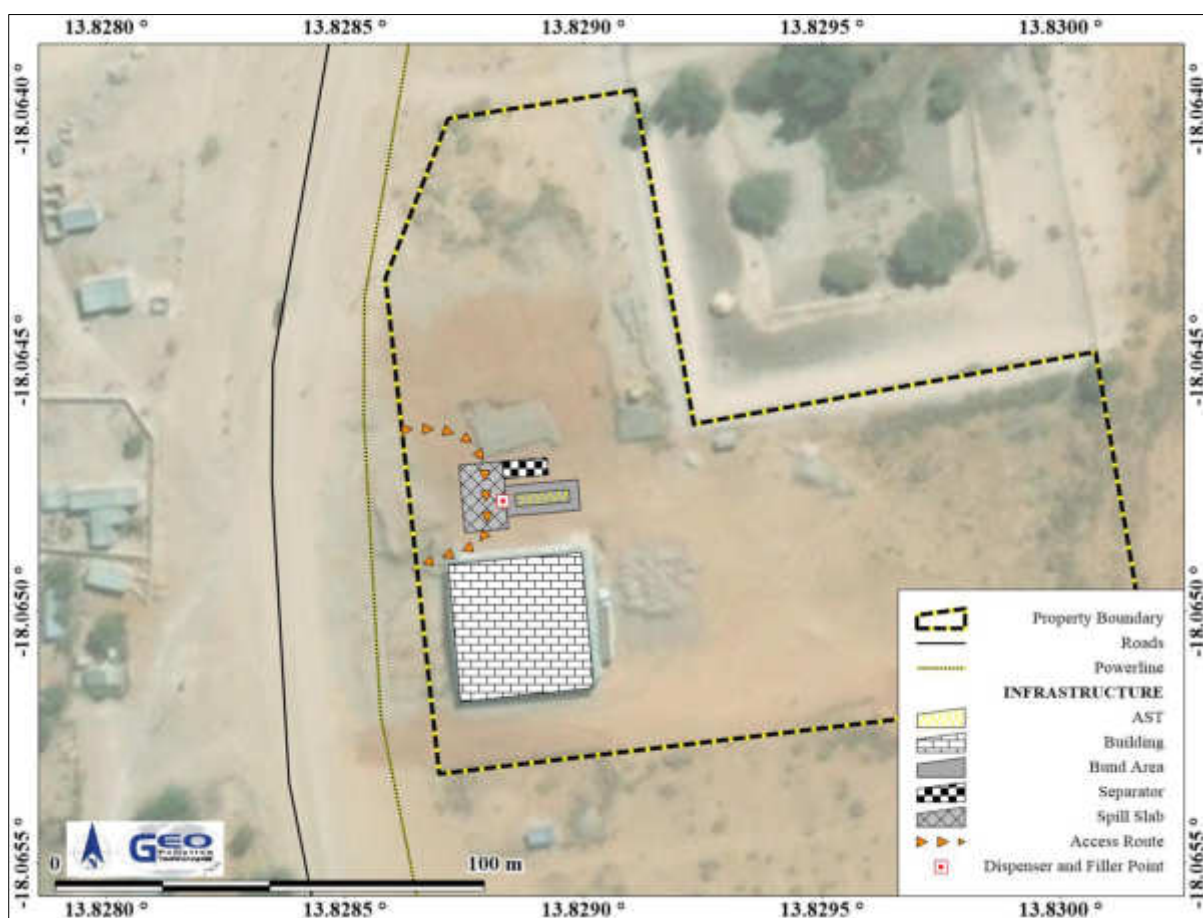 13.8280 ° 13.8285 ° 13.8290 ° 13.8295 ° 13.8300 °
-18.0640 ° -18.0640 °
-18.0645 ° -18.0645 °
-18.0650 ° -18.0650 °
-18.0655 ° -18.0655 °
Property Boundary
Roads
Powerline
INFRASTRUCTURE
AST
Building
Bund Area
Separator
Spill Slab
Access Route
Dispenser and Filler Point
GEO
0 100 m
13.8280 ° 13.8285 ° 13.8290 ° 13.8295 ° 13.8300 °